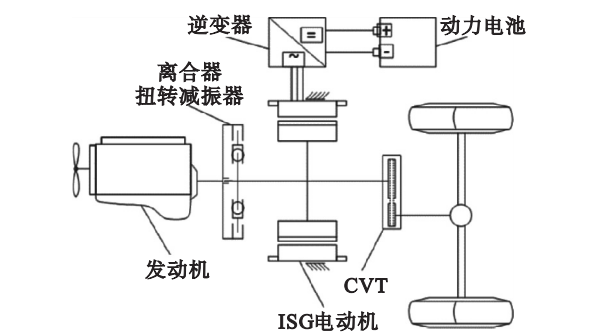 逆变器
动力电池
=
+
-
~
离合器
扭转减振器
发动机
CVT
ISG电动机